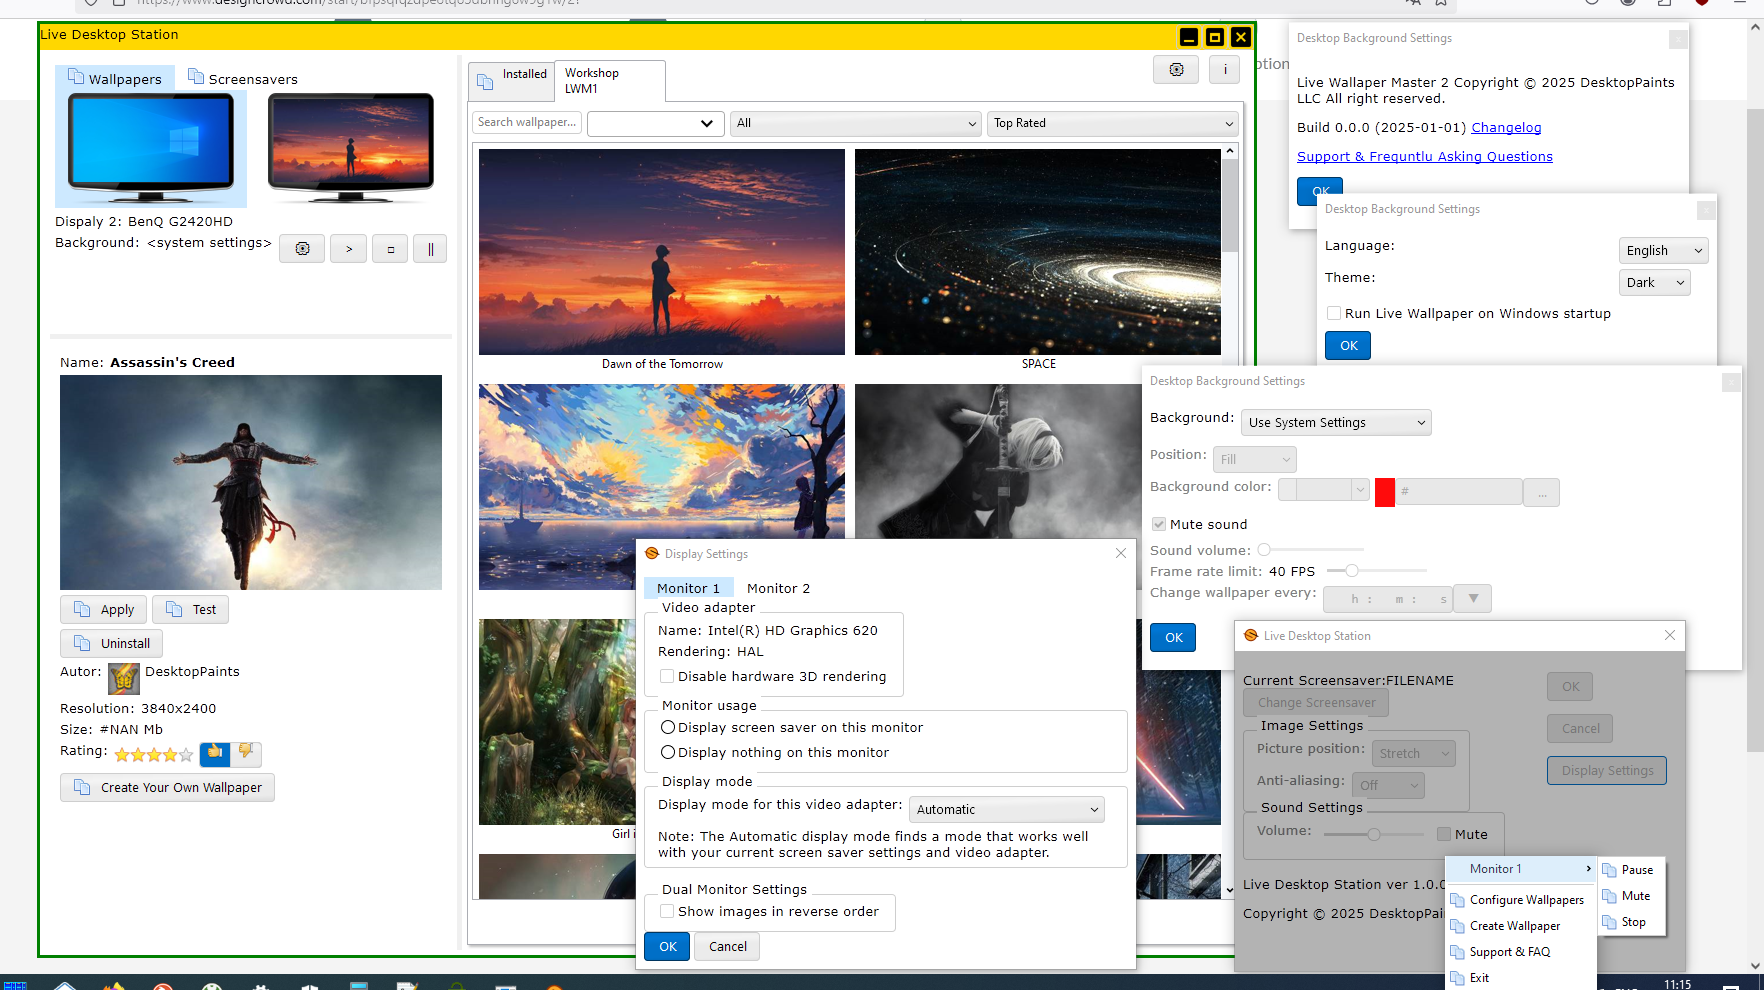 Live Desktop Station
Wallpapers
Screensavers
Dispaly 2: BenQ G2420HD
Background: <system settings>
>
||
Name: Assassin's Creed
Apply
Test
Uninstall
Autor:
DesktopPaints
Resolution: 3840x2400
Size: #NAN Mb
Rating:
Create Your Own Wallpaper
Installed
Workshop
LWM1
i
Search wallpaper...
All
Top Rated
Dawn of the Tomorrow
SPACE
Girl i
Desktop Background Settings
Live Wallaper Master 2 Copyright © 2025 DesktopPaints
LLC All right reserved.
Build 0.0.0 (2025-01-01) Changelog
Support & Frequntlu Asking Questions
OK
Desktop Background Settings
Language:
English
Theme:
Dark
Run Live Wallpaper on Windows startup
OK
Desktop Background Settings
Background:
Use System Settings
Position:
Fill
Background color:
#
...
Mute sound
Sound volume:
Frame rate limit: 40 FPS
Change wallpaper every:
h : m : s
OK
Display Settings
Monitor 1
Monitor 2
Video adapter
Name: Intel(R) HD Graphics 620
Rendering: HAL
Disable hardware 3D rendering
Monitor usage
Display screen saver on this monitor
Display nothing on this monitor
Display mode
Display mode for this video adapter:
Automatic
Note: The Automatic display mode finds a mode that works well
with your current screen saver settings and video adapter.
Dual Monitor Settings
Show images in reverse order
OK
Cancel
Live Desktop Station
Current Screensaver:FILENAME
Change Screensaver
OK
Cancel
Display Settings
Image Settings
Picture position:
Stretch
Anti-aliasing:
Off
Sound Settings
Volume:
Mute
Live Desktop Station ver 1.0.0
Copyright © 2025 DesktopPai
Monitor 1
Configure Wallpapers
Create Wallpaper
Support & FAQ
Exit
Pause
Mute
Stop
11:15